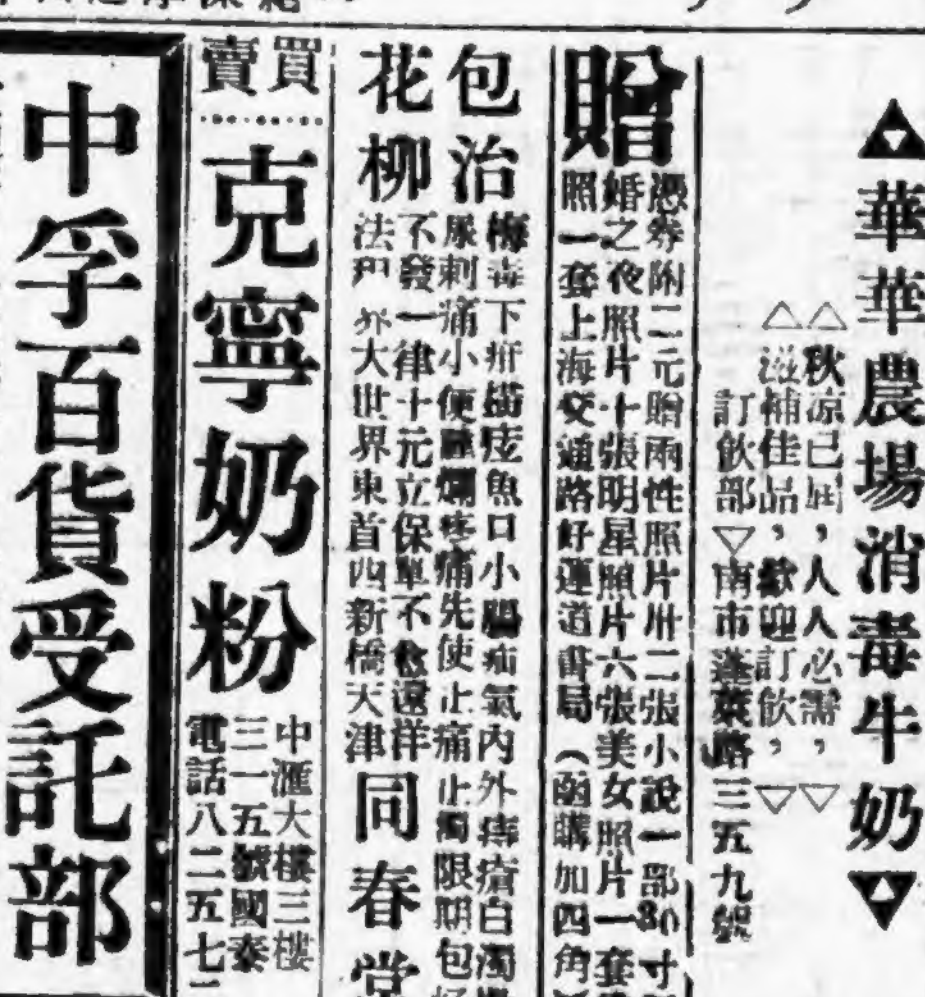 ▲華華農場消毒牛奶▼
△秋涼已屆，人人必需，▽
△滋補佳品，歡迎訂飲，▽
訂飲部▽南市蓬萊路三五九號
贈
憑券附二元贈兩性照片卅二張小說一部80寸
婚之夜照片十張明星照片六張美女照片一套
照一套上海交通路好運道書局（函購加四角
包治
花柳
梅毒下疳橫痃魚口小腸疝氣內外痔瘡白濁
尿刺痛小便腫爛疼痛先使止痛止濁限期包
不發一律十元立保單不愈還洋
法 外大世界東首四新橋天津
同春堂
買
賣
克寧奶粉
中滙大樓三樓
三一五號國泰
電話八二五七
中孚百貨受託部